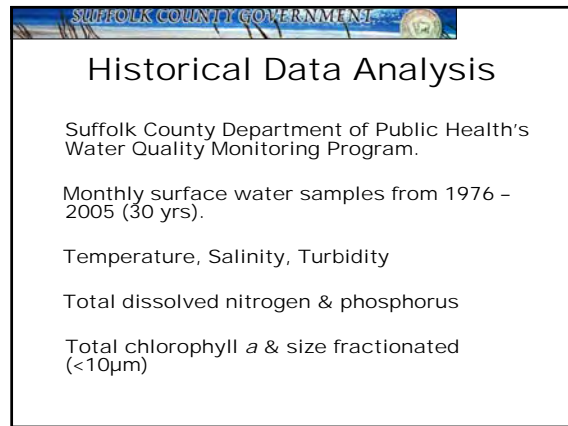 SUFFOLK COUNTY GOVERNMENT
Historical Data Analysis
Suffolk County Department of Public Health’s
Water Quality Monitoring Program.
Monthly surface water samples from 1976 –
2005 (30 yrs).
Temperature, Salinity, Turbidity
Total dissolved nitrogen & phosphorus
Total chlorophyll a & size fractionated
(<10µm)